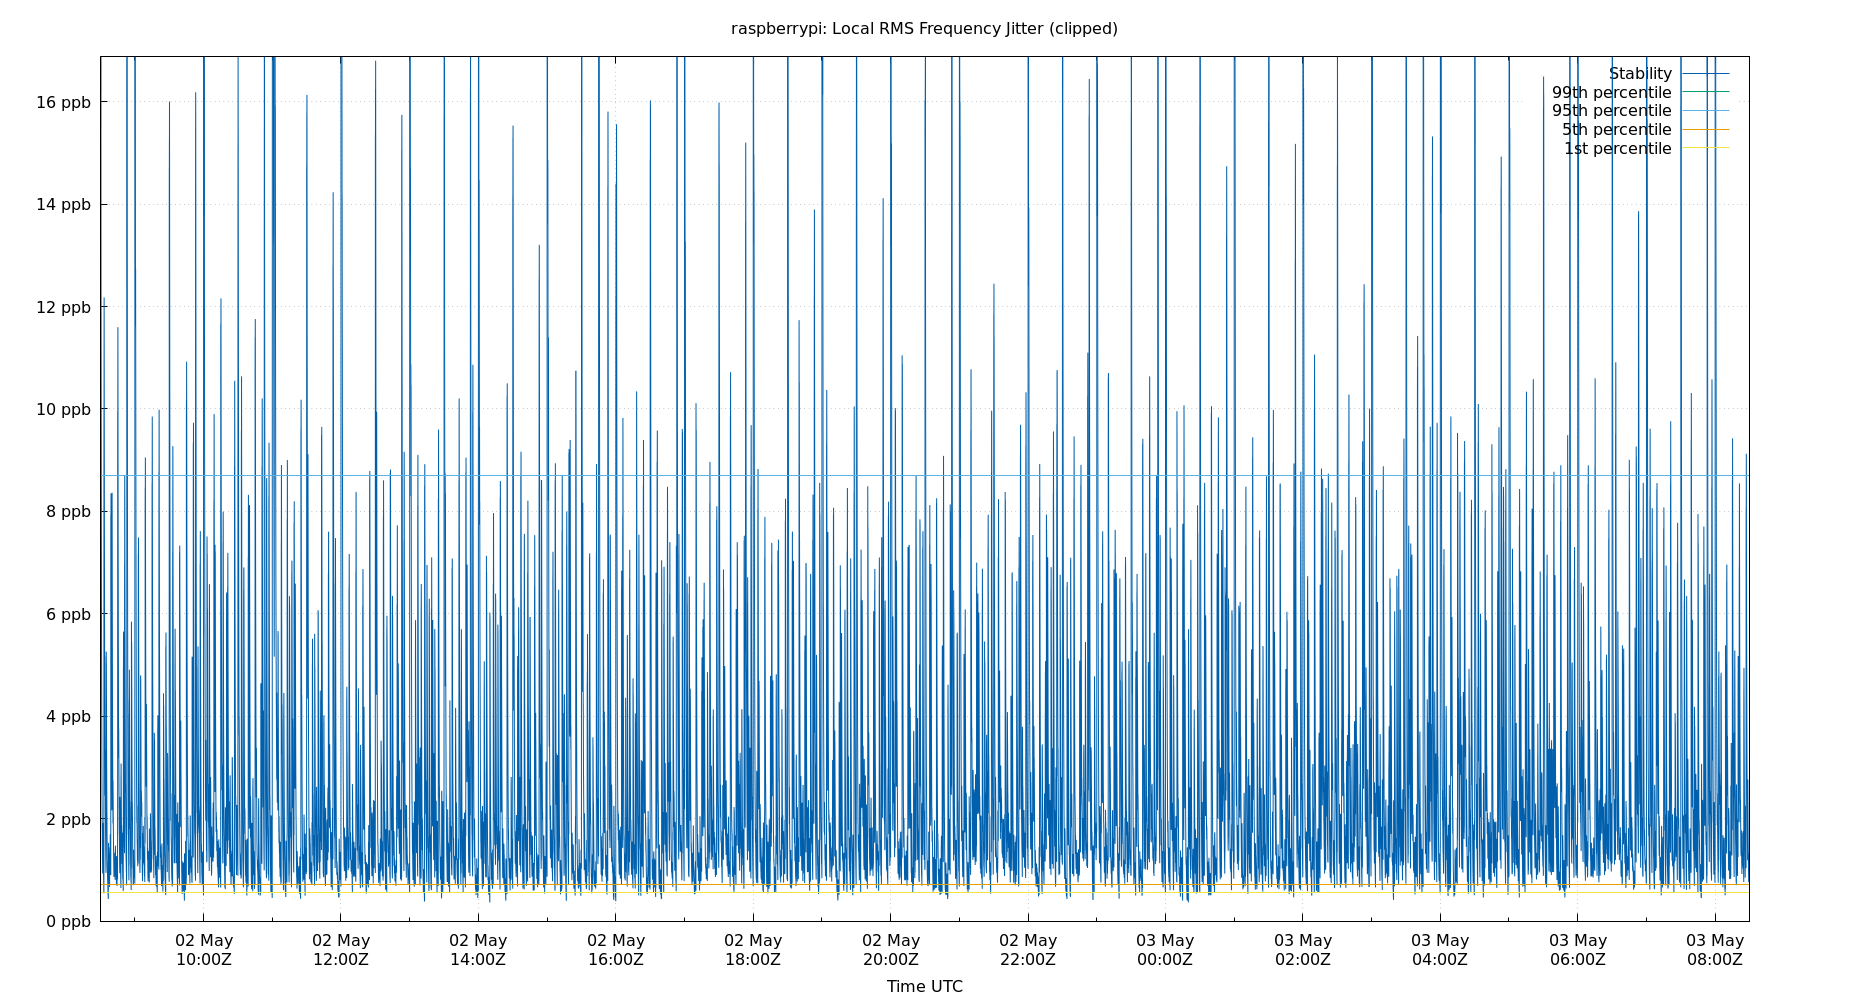 raspberrypi: Local RMS Frequency Jitter (clipped)
Stability
99th percentile
95th percentile
5th percentile
1st percentile
16 ppb
14 ppb
12 ppb
10 ppb
8 ppb
6 ppb
4 ppb
2 ppb
0 ppb
02 May 02 May 02 May 02 May 02 May 02 May 02 May 03 May 03 May 03 May 03 May 03 May
10:00Z 12:00Z 14:00Z 16:00Z 18:00Z 20:00Z 22:00Z 00:00Z 02:00Z 04:00Z 06:00Z 08:00Z
Time UTC